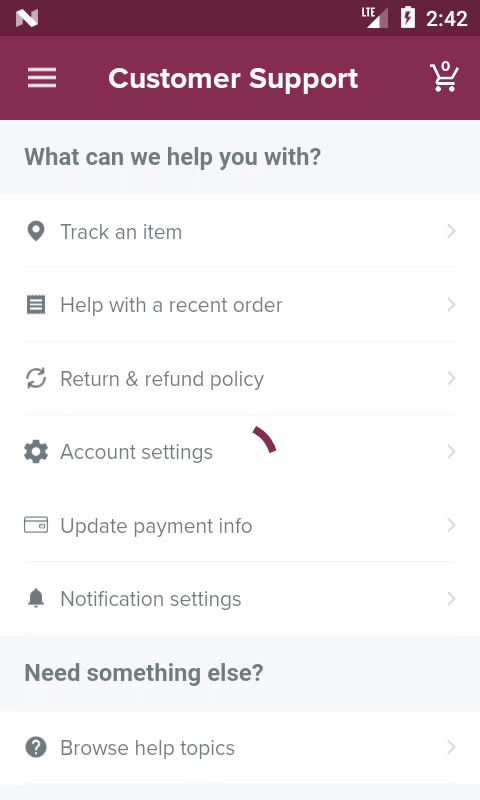 LTE 2:42
Customer Support
0
What can we help you with?
Track an item
Help with a recent order
Return & refund policy
Account settings
Update payment info
Notification settings
Need something else?
Browse help topics